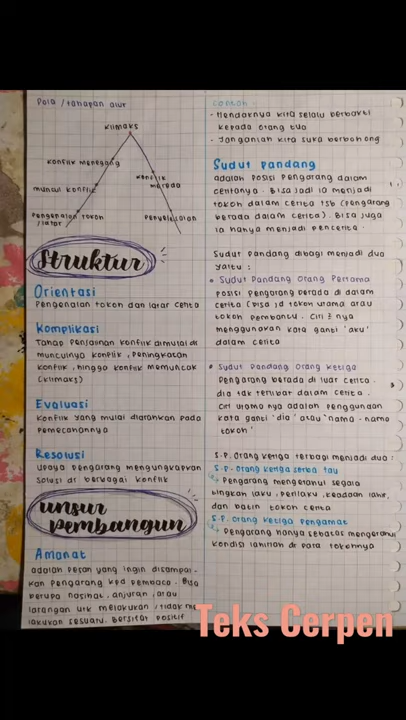 Pola / tahapan alur
klimaks
konflik menegang
konflik mereda
muncul konflik
pengenalan tokoh / latar
penyelesaian
Struktur
Orientasi
Pengenalan tokoh dan latar cerita
Komplikasi
Tahap penjalinan konflik dimulai dr
munculnya konflik, peningkatan
konflik, hingga konflik memuncak
(klimaks)
Evaluasi
konflik yang mulai diarahkan pada
pemecahannya
Resolusi
Upaya pengarang mengungkapkan
solusi dr berbagai konflik
unsur
pembangun
Amanat
adalah pesan yang ingin disampai-
kan pengarang kpd pembaca. Bisa
berupa nasihat, anjuran, atau
larangan utk melakukan / tidak me
lakukan sesuatu. Bersifat positif
contoh
- Hendaknya kita selalu berbakti
kepada orang tua
- Janganlah kita suka berbohong
Sudut pandang
adalah posisi pengarang dalam
ceritanya. Bisa jadi ia menjadi
tokoh dalam cerita tsb (pengarang
berada dalam cerita). Bisa juga
ia hanya menjadi pencerita.
Sudut pandang dibagi menjadi dua
yaitu:
• Sudut Pandang Orang Pertama
posisi pengarang berada di dalam
cerita (bisa jd tokoh utama atau
tokoh pembantu. Ciri 2 nya
menggunakan kata ganti 'aku'
dalam cerita
• Sudut pandang orang ketiga
pengarang berada di luar cerita.
dia tak terlibat dalam cerita.
Ciri utama nya adalah penggunaan
kata ganti 'dia' atau 'nama-nama
tokoh'
S.P. Orang ketiga terbagi menjadi dua:
S.P. Orang ketiga serba tau
Pengarang mengetahui segala
tingkah laku, perilaku, keadaan lahir,
dan batin tokoh cerita
S.P. Orang ketiga pengamat
Pengarang hanya sebatas mengetahui
kondisi lahiriah dr para tokohnya
Teks Cerpen